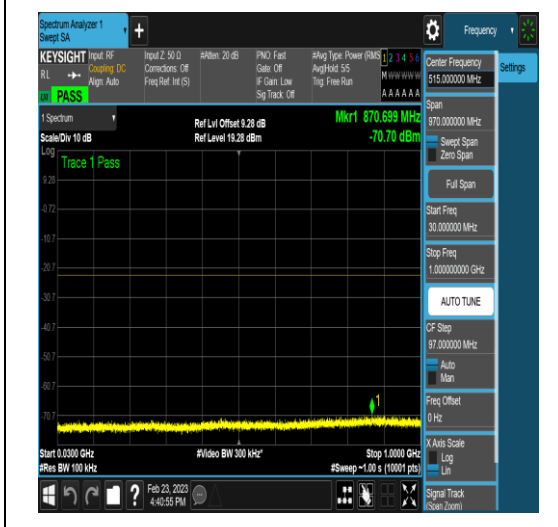 Spectrum Analyzer 1
Swept SA
Frequency
KEYSIGHT
RL
PASS
Input: RF
Coupling: DC
Align: Auto
Input Z: 50 Ω
Corrections: Off
Freq Ref: Int (S)
#Atten: 20 dB
PNO: Fast
Gate: Off
IF Gain: Low
Sig Track: Off
#Avg Type: Power (RMS
Avg|Hold: 5/5
Trig: Free Run
1 2 3 4 5 6
M W W W W W
A A A A A A
1 Spectrum
Scale/Div 10 dB
Ref Lvl Offset 9.28 dB
Ref Level 19.28 dBm
Mkr1 870.699 MHz
-70.70 dBm
Log
Trace 1 Pass
9.28
-0.72
-10.7
-20.7
-30.7
-40.7
-50.7
-60.7
-70.7
1
Start 0.0300 GHz
#Res BW 100 kHz
#Video BW 300 kHz*
Stop 1.0000 GHz
#Sweep ~1.00 s (10001 pts)
Feb 23, 2023
4:40:55 PM
Center Frequency
515.000000 MHz
Span
970.000000 MHz
Swept Span
Zero Span
Full Span
Start Freq
30.000000 MHz
Stop Freq
1.000000000 GHz
AUTO TUNE
CF Step
97.000000 MHz
Auto
Man
Freq Offset
0 Hz
X Axis Scale
Log
Lin
Signal Track
(Span Zoom)
Settings